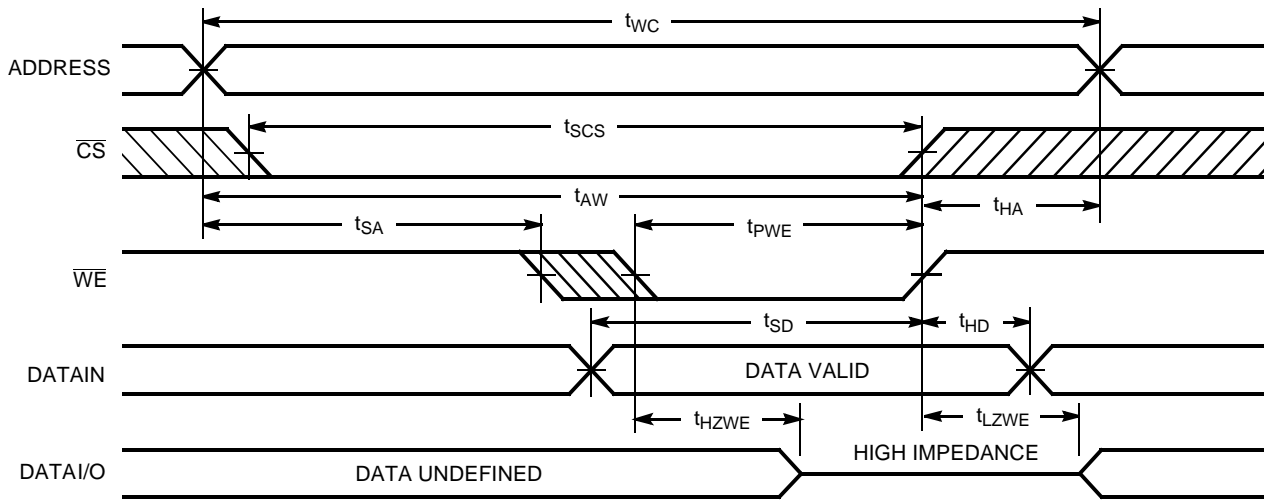 tWC
ADDRESS
tSCS
CS
tAW
tHA
tSA
tPWE
WE
tSD
tHD
DATAIN
DATA VALID
tHZWE
tLZWE
HIGH IMPEDANCE
DATAI/O
DATA UNDEFINED